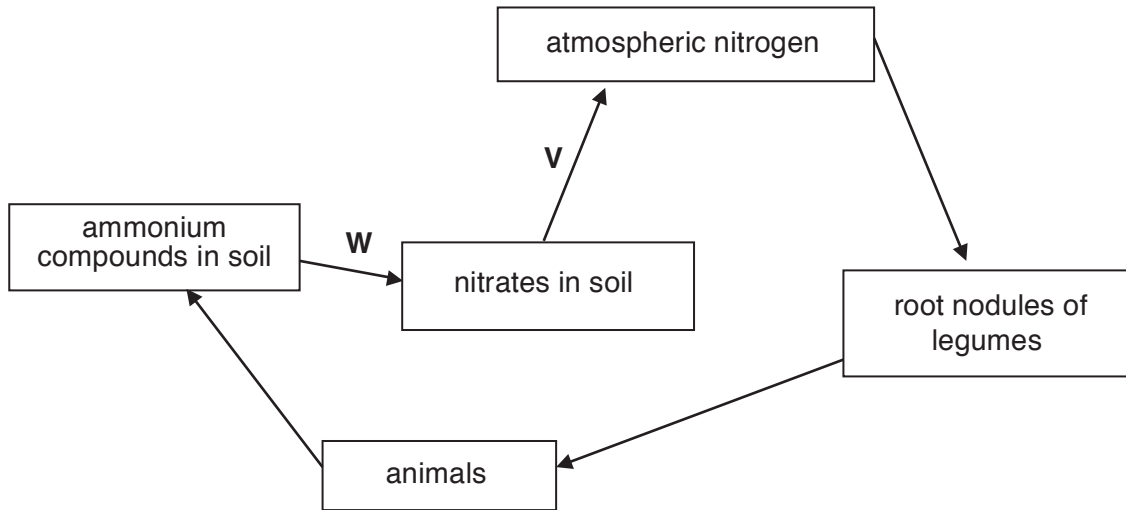 atmospheric nitrogen
V
ammonium
compounds in soil
W
nitrates in soil
root nodules of
legumes
animals